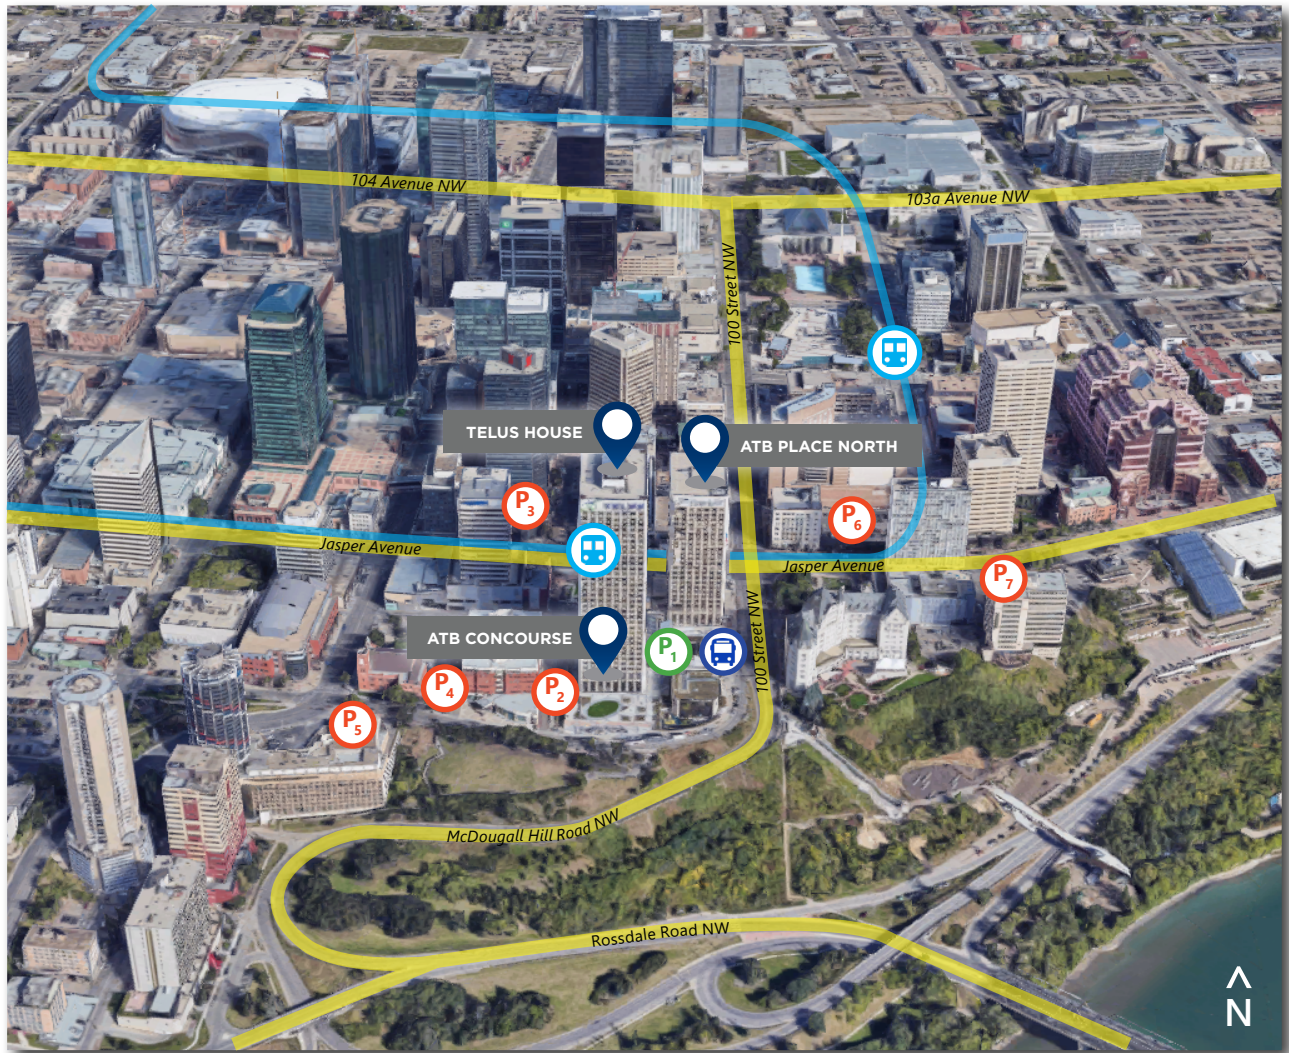 104 Avenue NW
103a Avenue NW
100 Street NW
TELUS HOUSE
ATB PLACE NORTH
P3
P6
Jasper Avenue
Jasper Avenue
P7
100 Street NW
ATB CONCOURSE
P1
P4
P2
P5
McDougall Hill Road NW
Rossdale Road NW
N